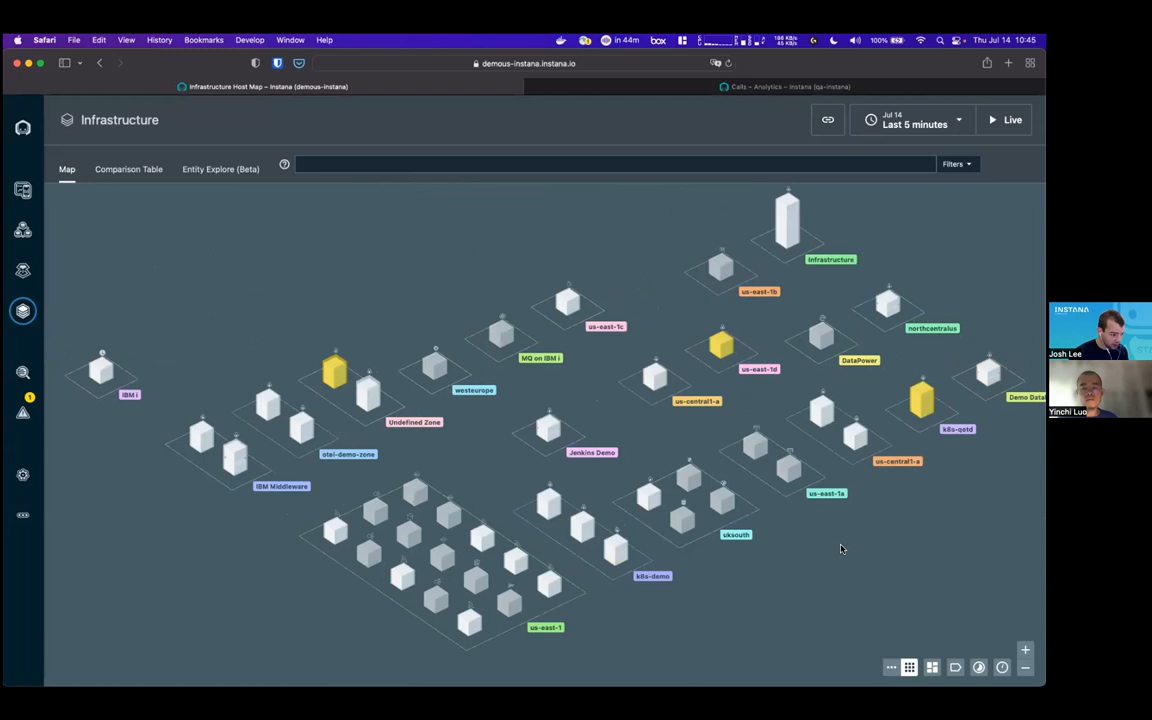 Safari File Edit View History Bookmarks Develop Window Help
in 44m box 100% Thu Jul 14 10:45
demous-instana.instana.io
Infrastructure Host Map – Instana (demous-instana)
Calls – Analytics – Instana (qa-instana)
Infrastructure
Jul 14
Last 5 minutes
Live
Map Comparison Table Entity Explore (Beta)
Filters
Infrastructure
us-east-1b
us-east-1c
northcentralus
MQ on IBM i
DataPower
us-east-1d
IBM i
westeurope
us-central1-a
Demo Data
Undefined Zone
k8s-qetd
otel-demo-zone
Jenkins Demo
us-central1-a
IBM Middleware
us-east-1a
uksouth
k8s-demo
us-east-1
1
INSTANA
Josh Lee
Yinchi Luo